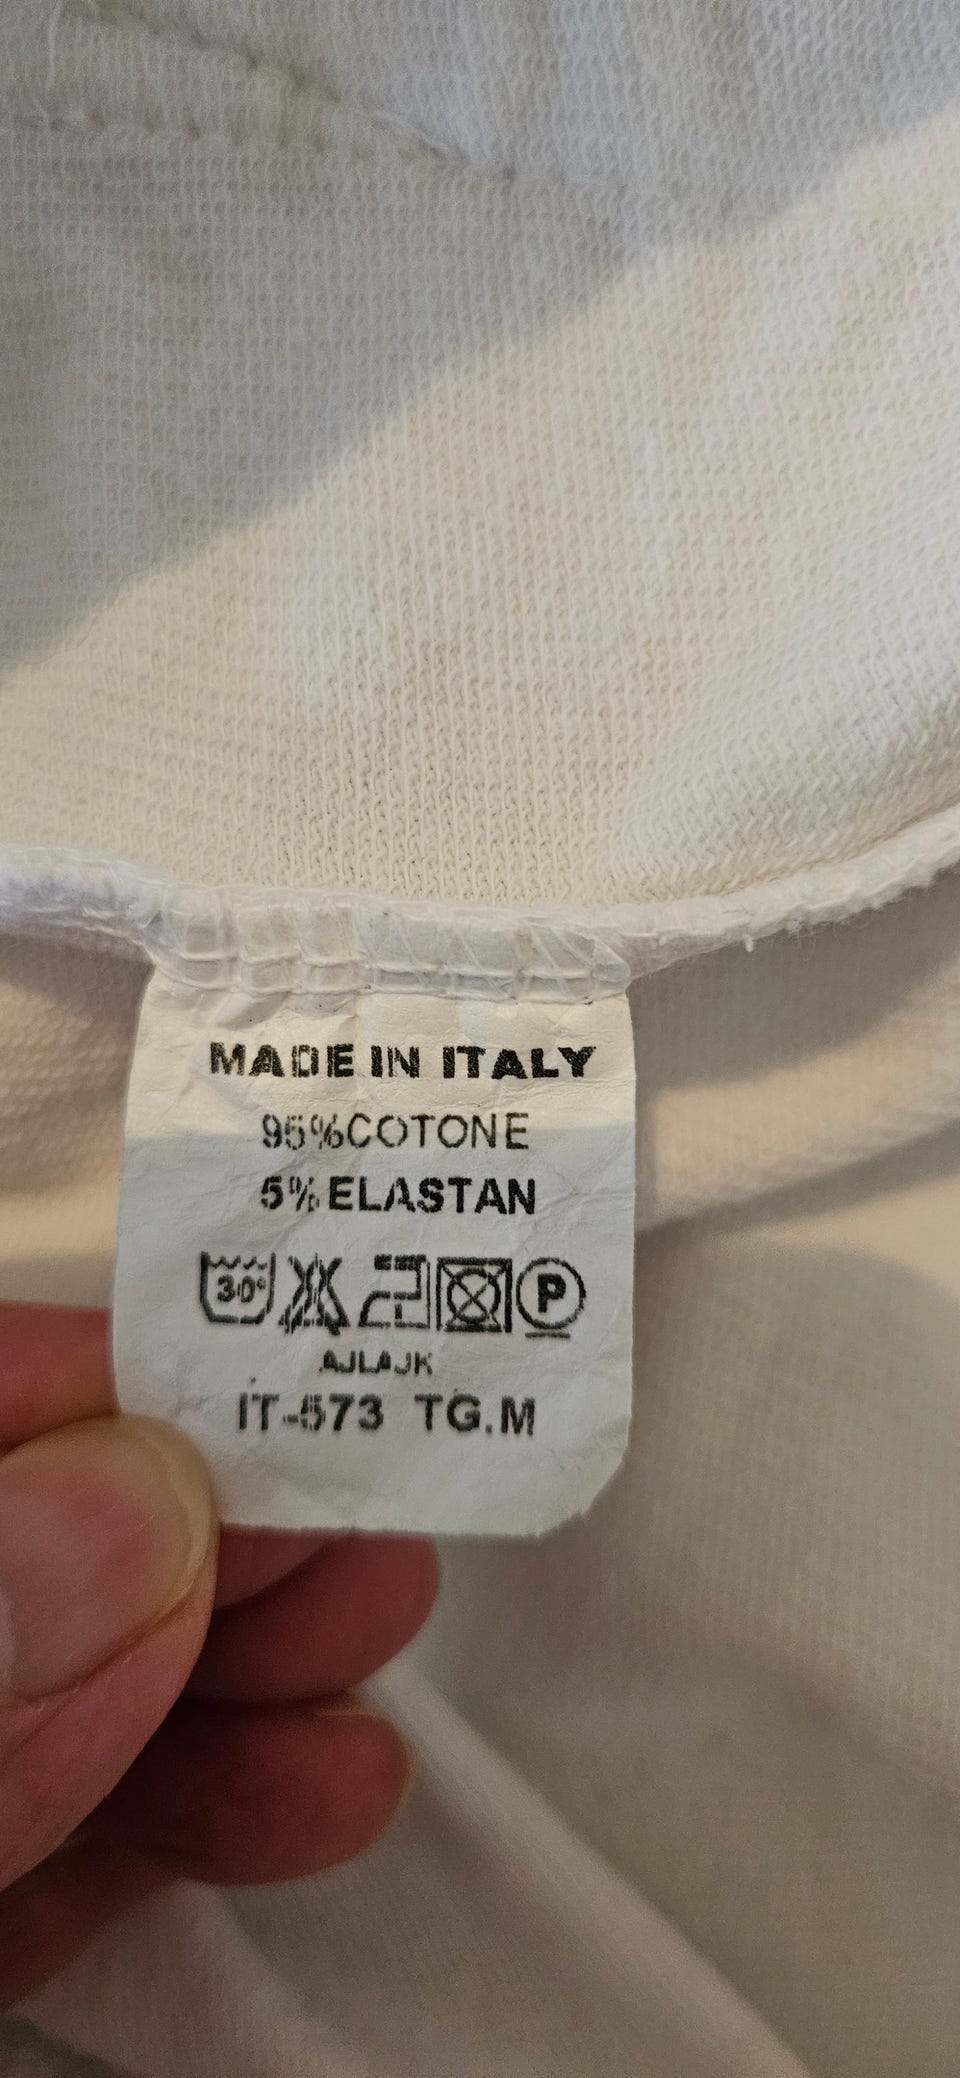 MADE IN ITALY
95%COTONE
5%ELASTAN
30° P
AJLAJK
IT-573 TG.M